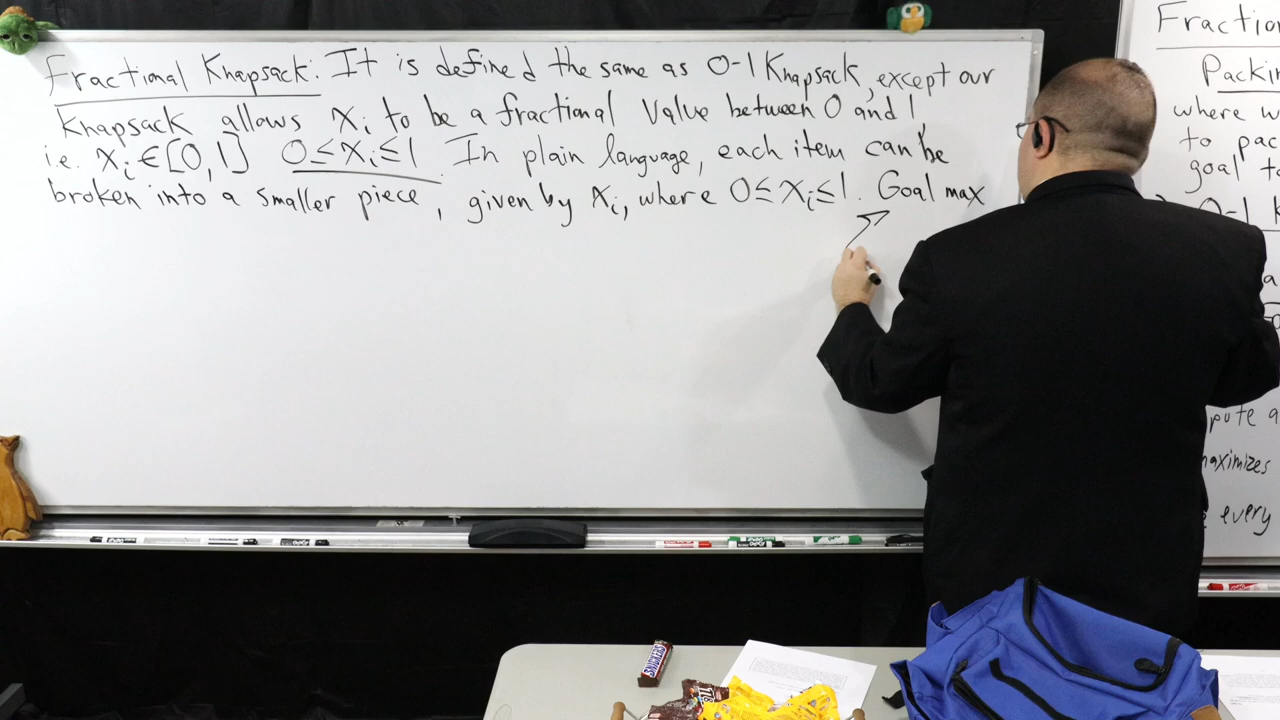 Fractional Knapsack: It is defined the same as 0-1 Knapsack, except our
Knapsack allows xᵢ to be a fractional value between 0 and 1
i.e. xᵢ ∈ [0,1] 0≤xᵢ≤1. In plain language, each item can be
broken into a smaller piece, given by xᵢ, where 0≤xᵢ≤1. Goal max
Packin
where w
to pac
goal to
0-1 K
pute a
maximizes
every
SNICKERS